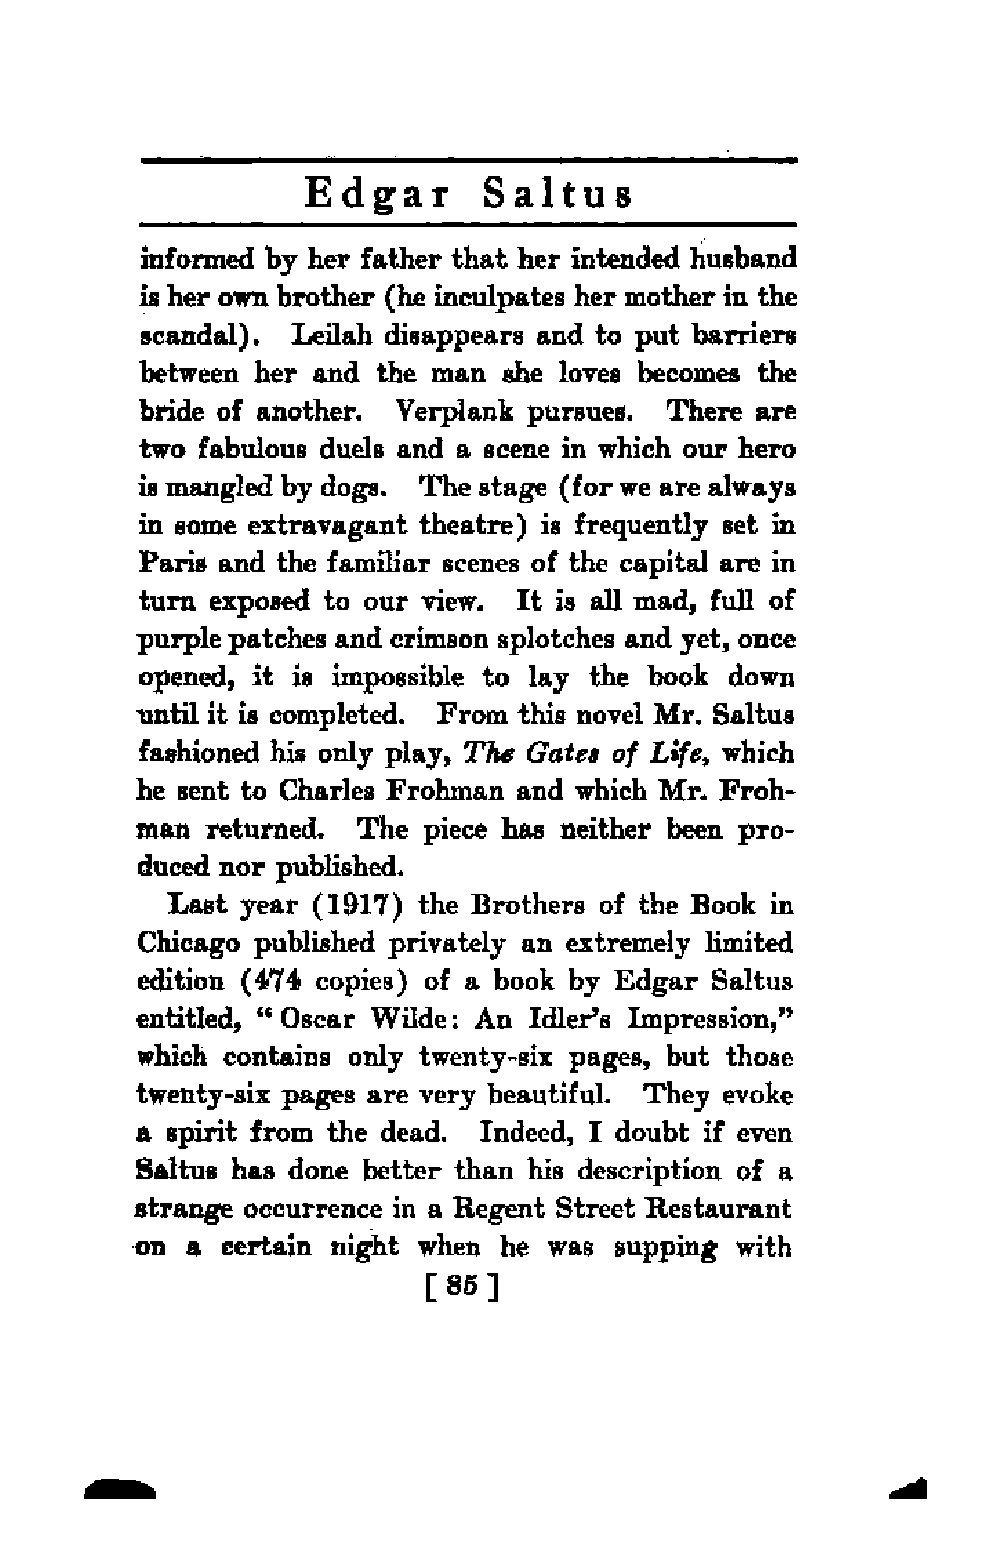 Edgar Saltus
informed by her father that her intended husband
is her own brother (he inculpates her mother in the
scandal). Leilah disappears and to put barriers
between her and the man she loves becomes the
bride of another. Verplank pursues. There are
two fabulous duels and a scene in which our hero
is mangled by dogs. The stage (for we are always
in some extravagant theatre) is frequently set in
Paris and the familiar scenes of the capital are in
turn exposed to our view. It is all mad, full of
purple patches and crimson splotches and yet, once
opened, it is impossible to lay the book down
until it is completed. From this novel Mr. Saltus
fashioned his only play, The Gates of Life, which
he sent to Charles Frohman and which Mr. Froh-
man returned. The piece has neither been pro-
duced nor published.
Last year (1917) the Brothers of the Book in
Chicago published privately an extremely limited
edition (474 copies) of a book by Edgar Saltus
entitled, “Oscar Wilde: An Idler's Impression,”
which contains only twenty-six pages, but those
twenty-six pages are very beautiful. They evoke
a spirit from the dead. Indeed, I doubt if even
Saltus has done better than his description of a
strange occurrence in a Regent Street Restaurant
on a certain night when he was supping with
[ 85 ]